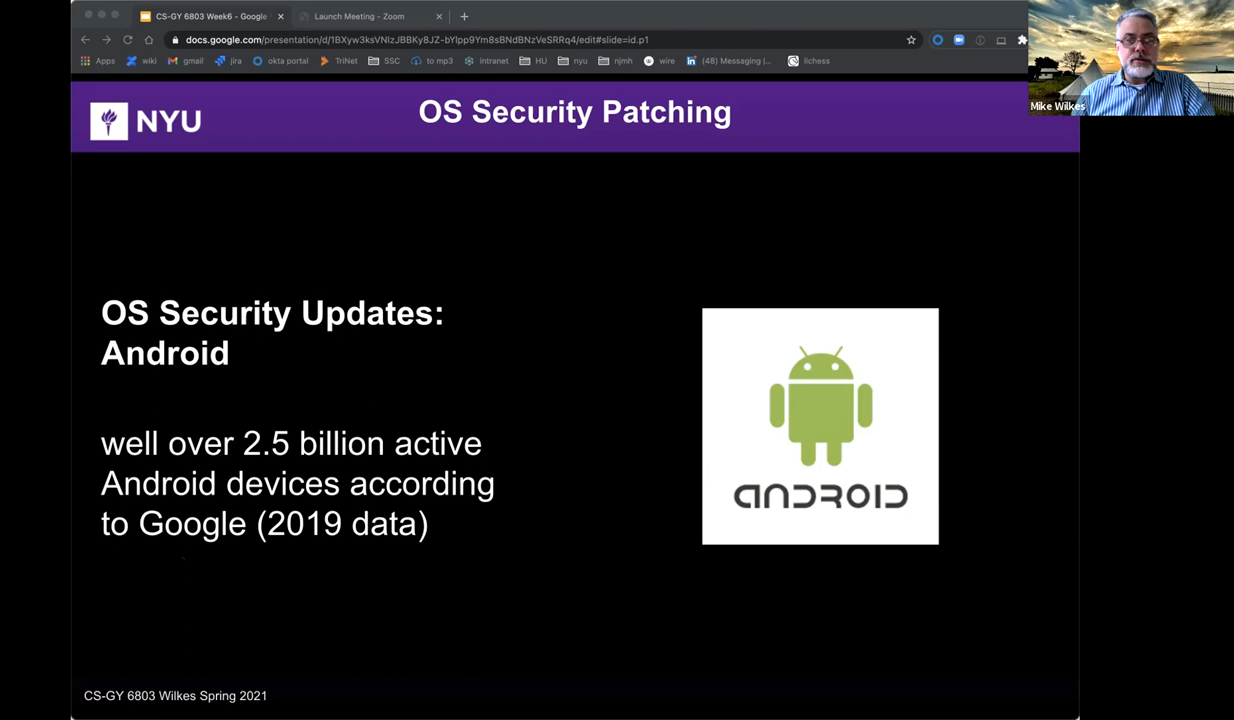 CS-GY 6803 Week6 - Google
Launch Meeting - Zoom
docs.google.com/presentation/d/1BXyw3ksVNlzJBBKy8JZ-bYlpp9Ym8sBNdBNzVeSRRq4/edit#slide=id.p1
Apps wiki gmail jira okta portal TriNet SSC to mp3 intranet HU nyu njmh wire (48) Messaging |... lichess
Mike Wilkes
NYU
OS Security Patching
OS Security Updates:
Android
well over 2.5 billion active
Android devices according
to Google (2019 data)
ANDROID
CS-GY 6803 Wilkes Spring 2021